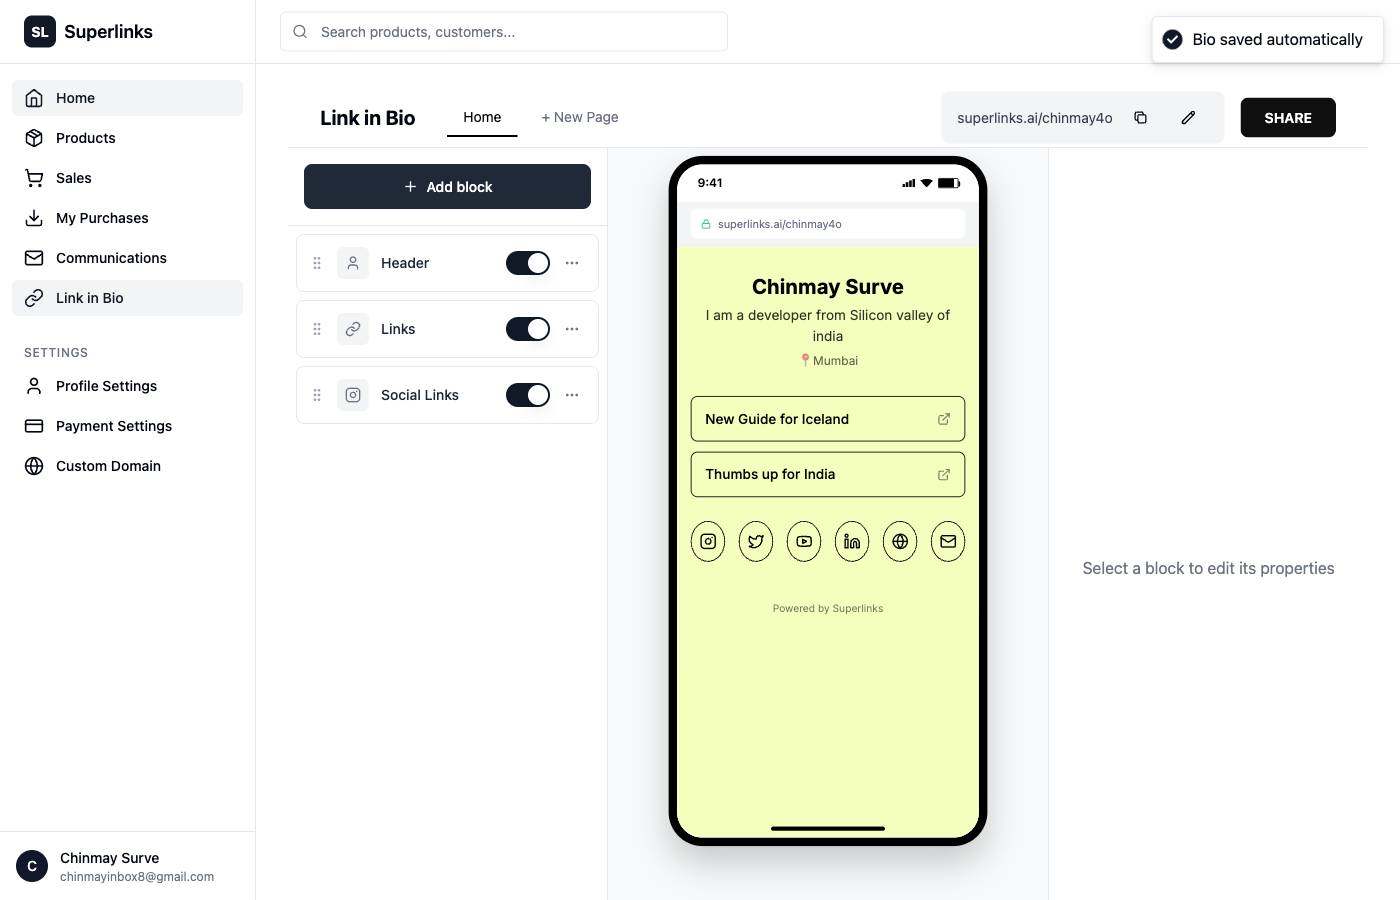 SL Superlinks
Search products, customers...
Bio saved automatically
Home
Products
Sales
My Purchases
Communications
Link in Bio
SETTINGS
Profile Settings
Payment Settings
Custom Domain
C
Chinmay Surve
chinmayinbox8@gmail.com
Link in Bio
Home
+ New Page
superlinks.ai/chinmay4o
SHARE
+ Add block
Header
Links
Social Links
9:41
superlinks.ai/chinmay4o
Chinmay Surve
I am a developer from Silicon valley of
india
📍Mumbai
New Guide for Iceland
Thumbs up for India
Powered by Superlinks
Select a block to edit its properties